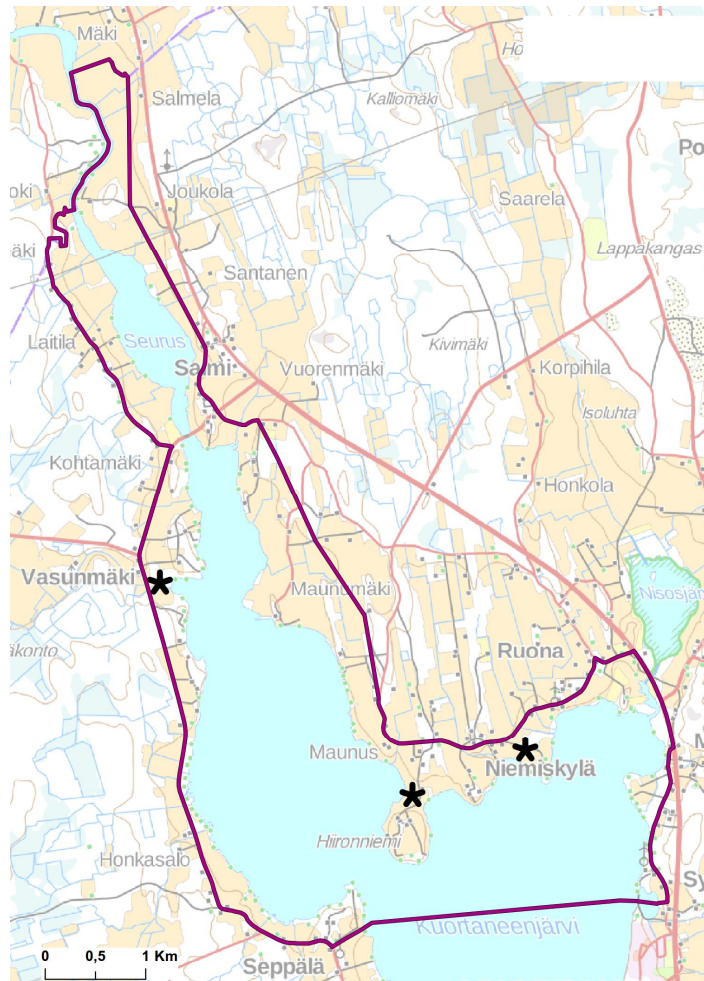 Mäki
Salmela
Kalliomäki
Joukola
Saarela
Lappakangas
Santanen
Laitila
Seurus
Salmi
Vuorenmäki
Kivimäki
Korpihila
Isoluhta
Kohtamäki
Honkola
Vasunmäki
Maunumäki
Ruona
Maunus
Niemiskylä
Hiironniemi
Honkasalo
Kuortaneenjärvi
Seppälä
0 0,5 1 Km